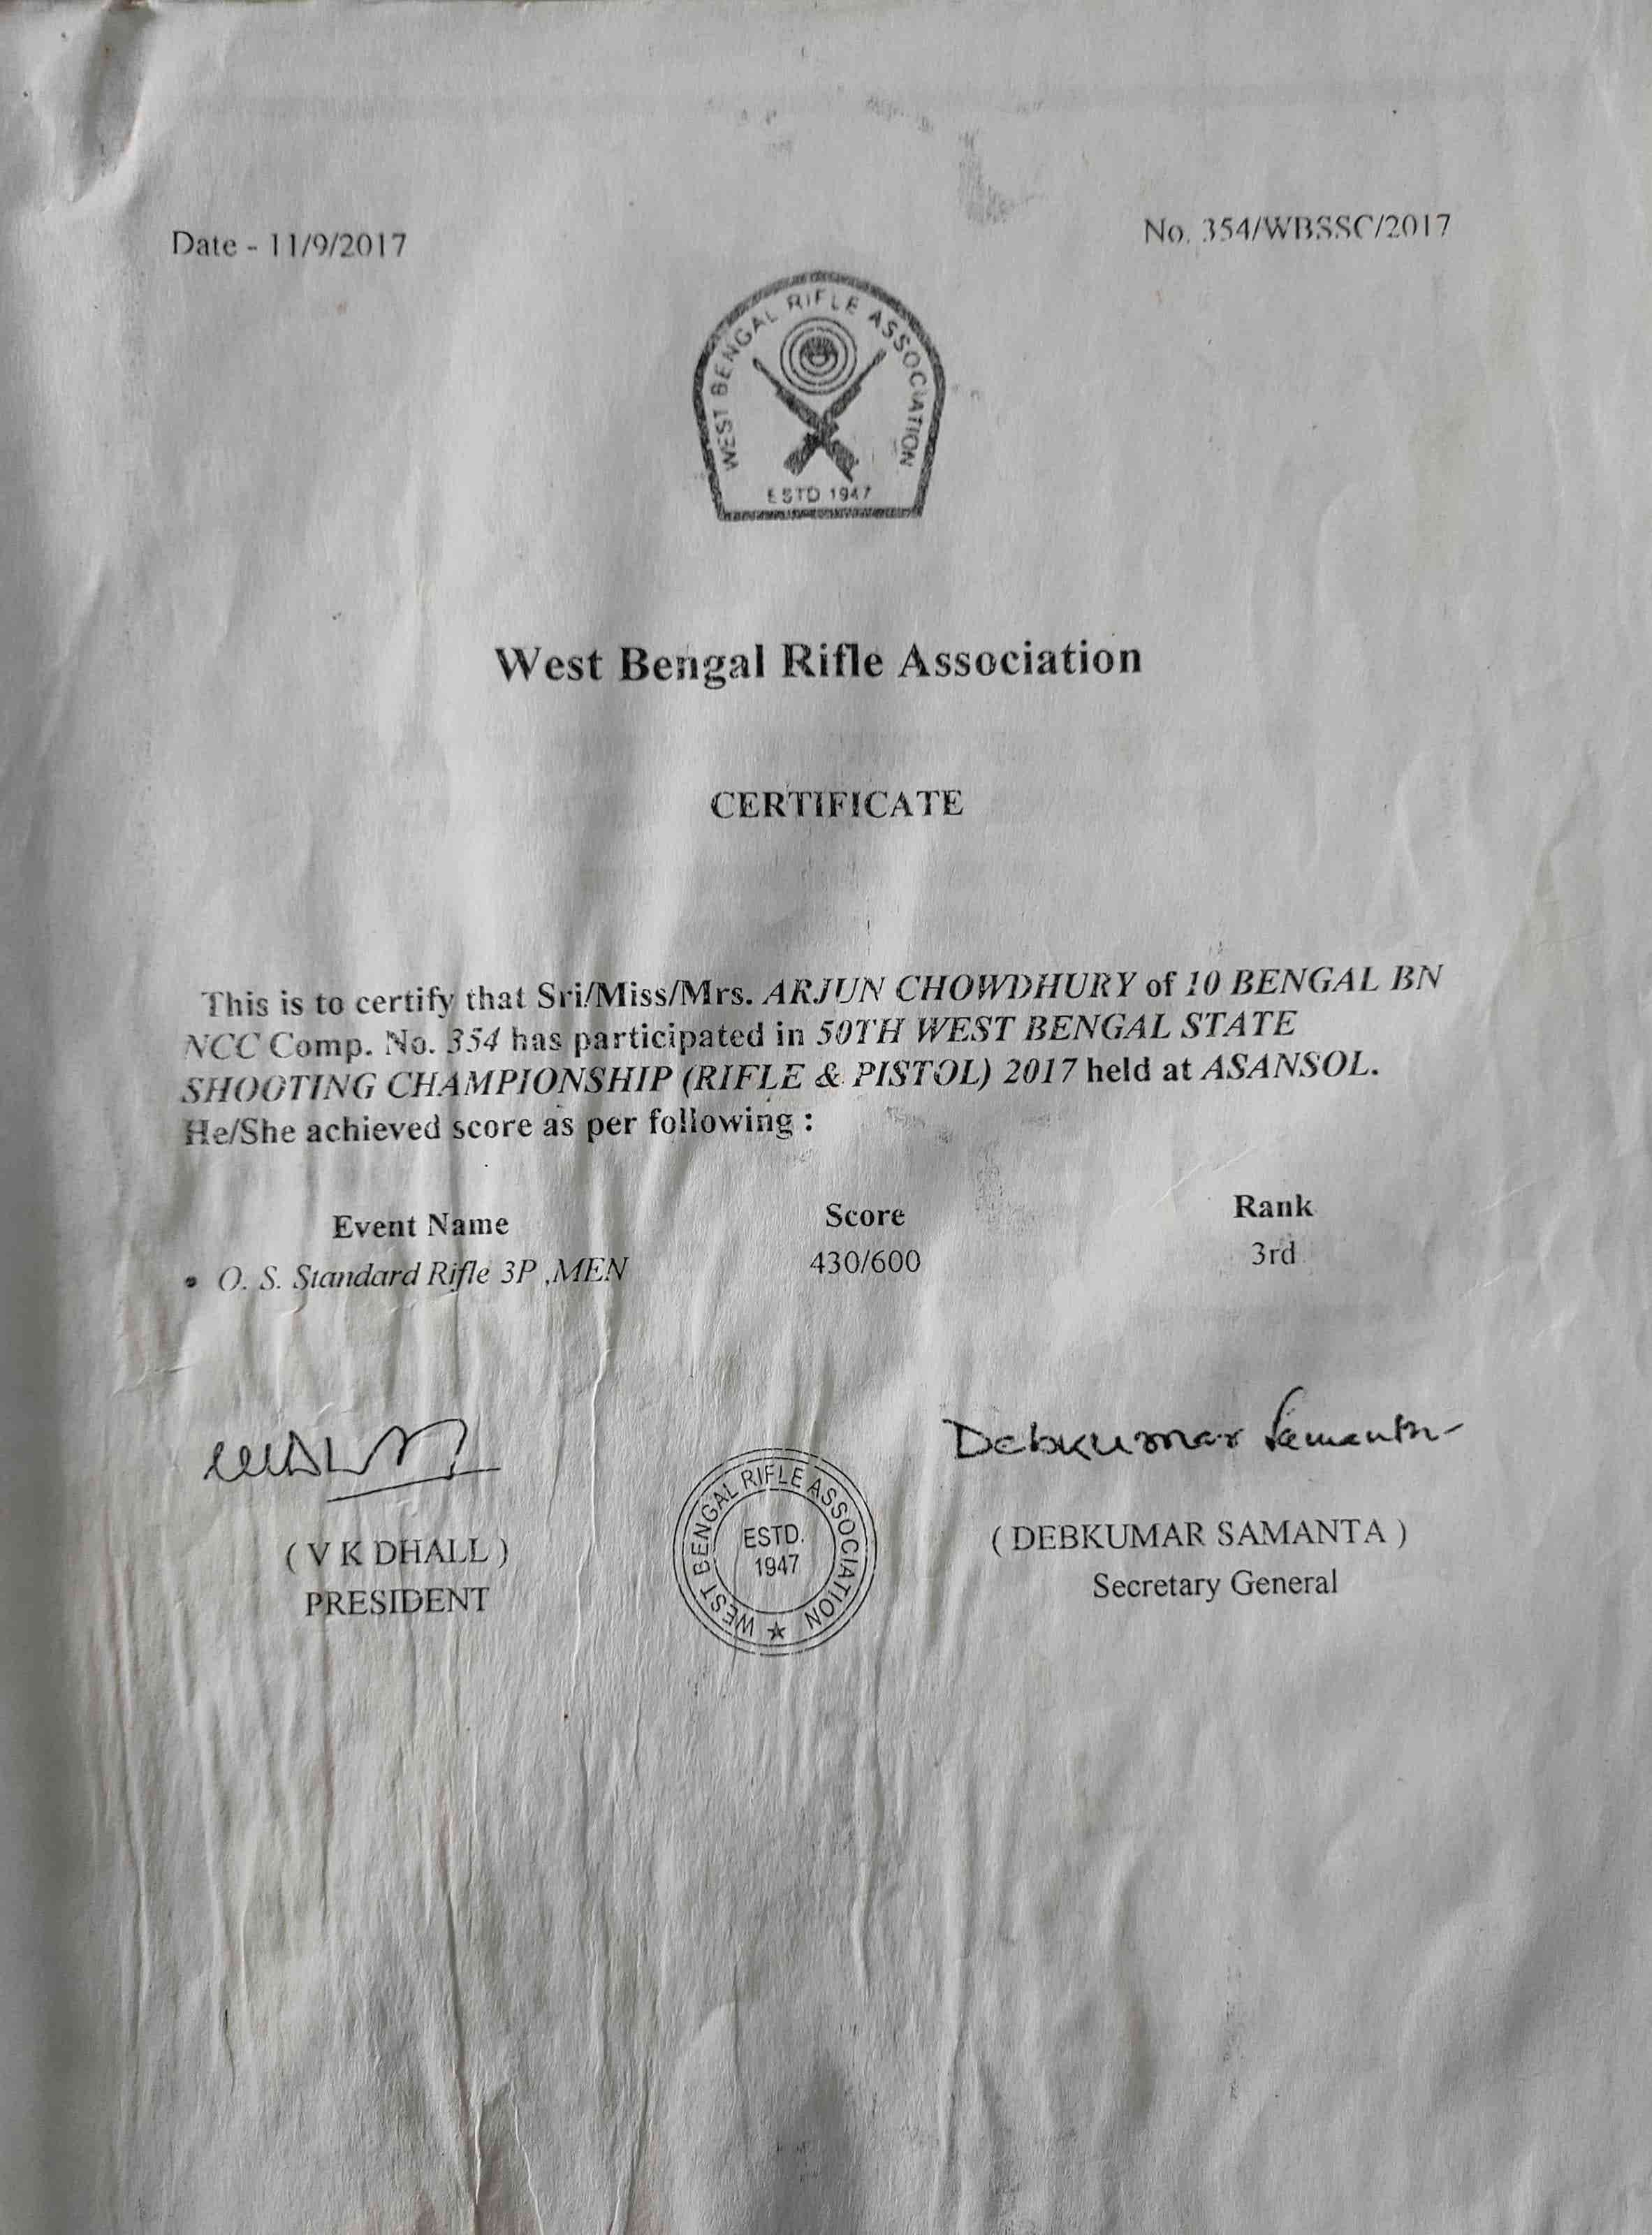 Date - 11/9/2017
No. 354/WBSSC/2017
WEST BENGAL RIFLE ASSOCIATION
ESTD 1947
West Bengal Rifle Association
CERTIFICATE
This is to certify that Sri/Miss/Mrs. ARJUN CHOWDHURY of 10 BENGAL BN
NCC Comp. No. 354 has participated in 50TH WEST BENGAL STATE
SHOOTING CHAMPIONSHIP (RIFLE & PISTOL) 2017 held at ASANSOL.
He/She achieved score as per following :
Event Name Score Rank
• O. S. Standard Rifle 3P ,MEN 430/600 3rd
Debkumar Samanta
( V K DHALL )
PRESIDENT
WEST BENGAL RIFLE ASSOCIATION ★
ESTD.
1947
( DEBKUMAR SAMANTA )
Secretary General